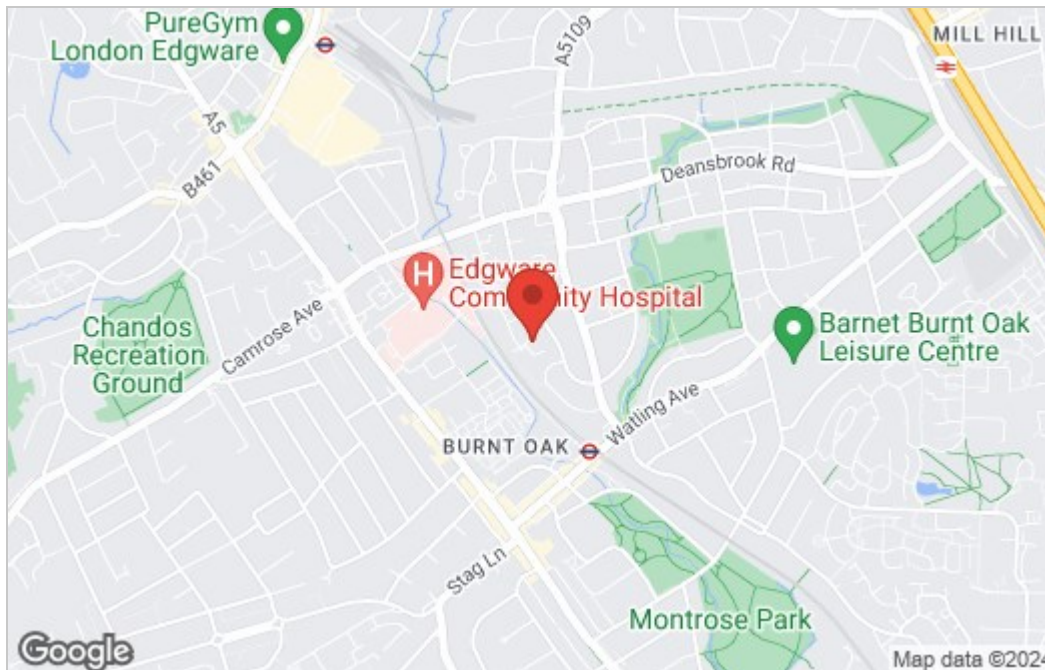 PureGym
London Edgware
A5109
MILL HILL
A5
B461
Deansbrook Rd
H
Edgware
Community Hospital
Chandos
Recreation
Ground
Camrose Ave
Barnet Burnt Oak
Leisure Centre
Watling Ave
BURNT OAK
Stag Ln
Montrose Park
Google
Map data ©2024